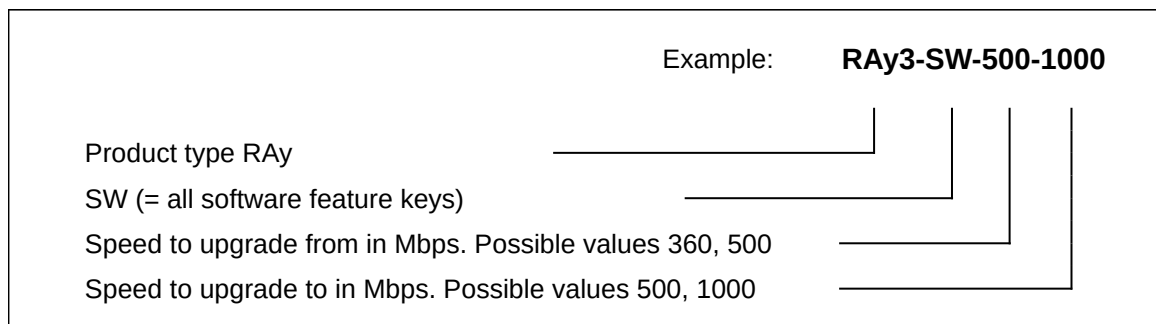 Example: RAy3-SW-500-1000
Product type RAy
SW (= all software feature keys)
Speed to upgrade from in Mbps. Possible values 360, 500
Speed to upgrade to in Mbps. Possible values 500, 1000